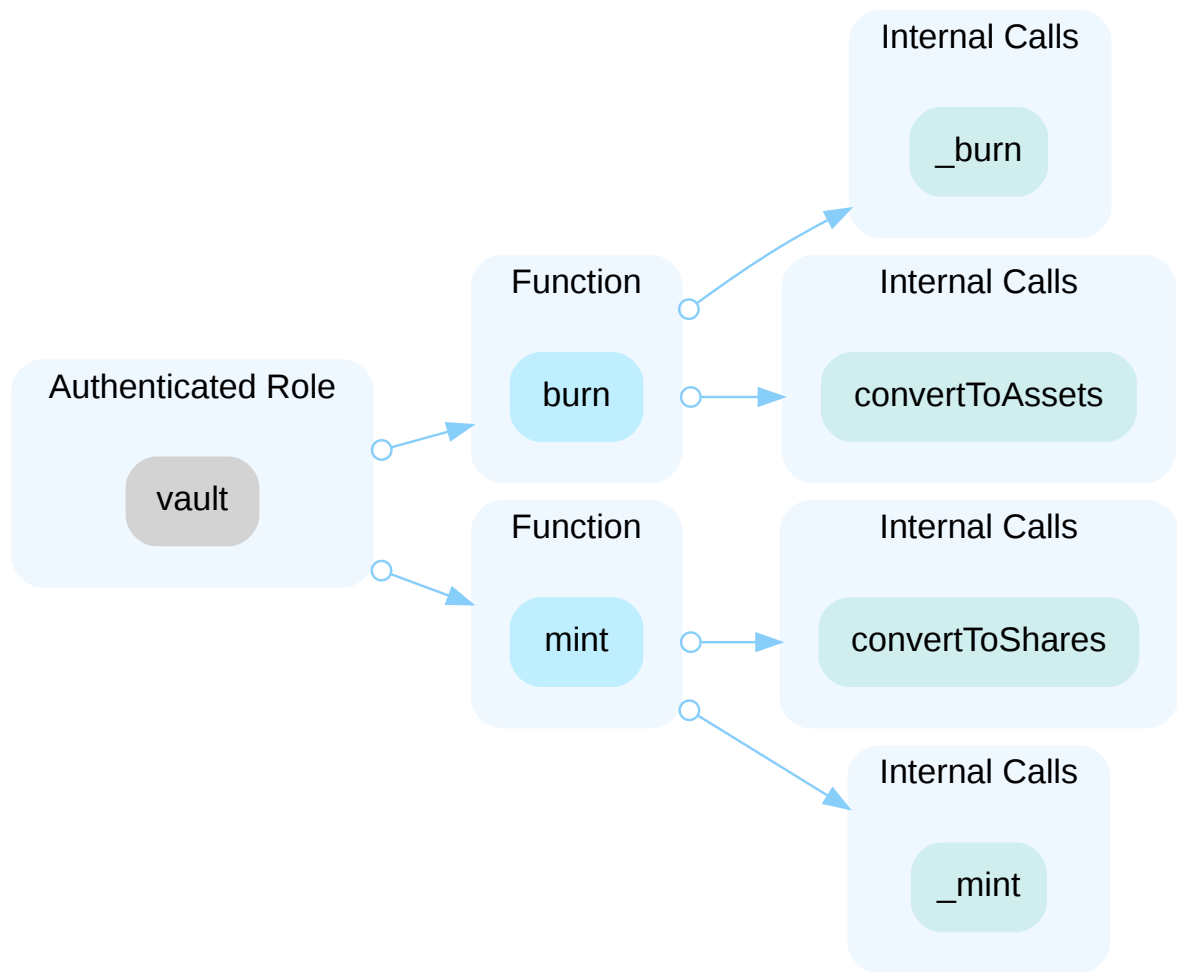 Internal Calls
_burn
Function
burn
Internal Calls
convertToAssets
Authenticated Role
vault
Function
mint
Internal Calls
convertToShares
Internal Calls
_mint